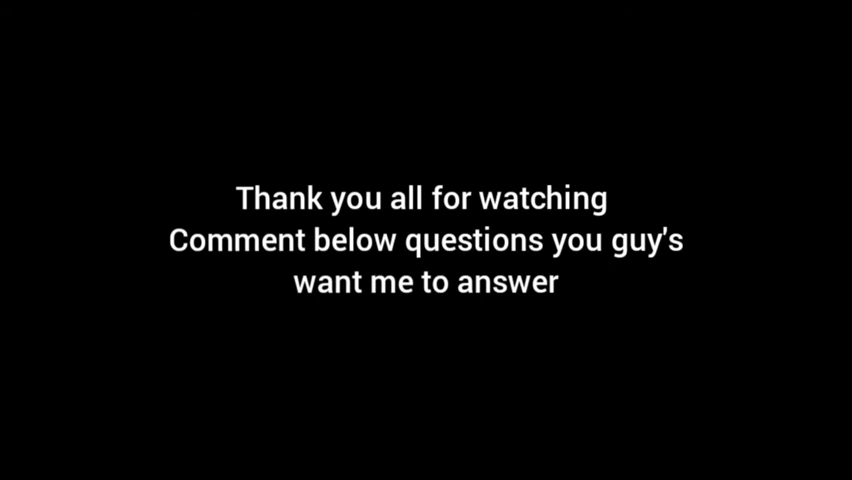 Thank you all for watching
Comment below questions you guy's
want me to answer